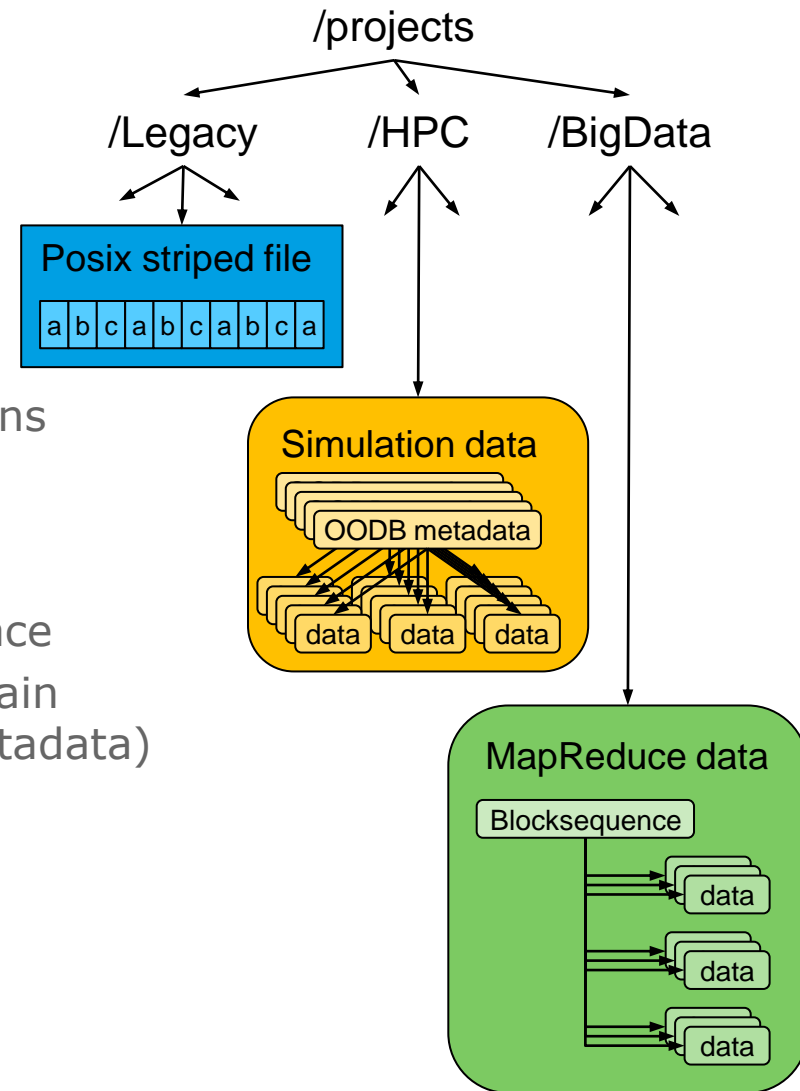 /projects
/Legacy /HPC /BigData
Posix striped file
a b c a b c a b c a
ns
Simulation data
OODB metadata
nce
data data data
ain
tadata)
MapReduce data
Blocksequence
data
data
data